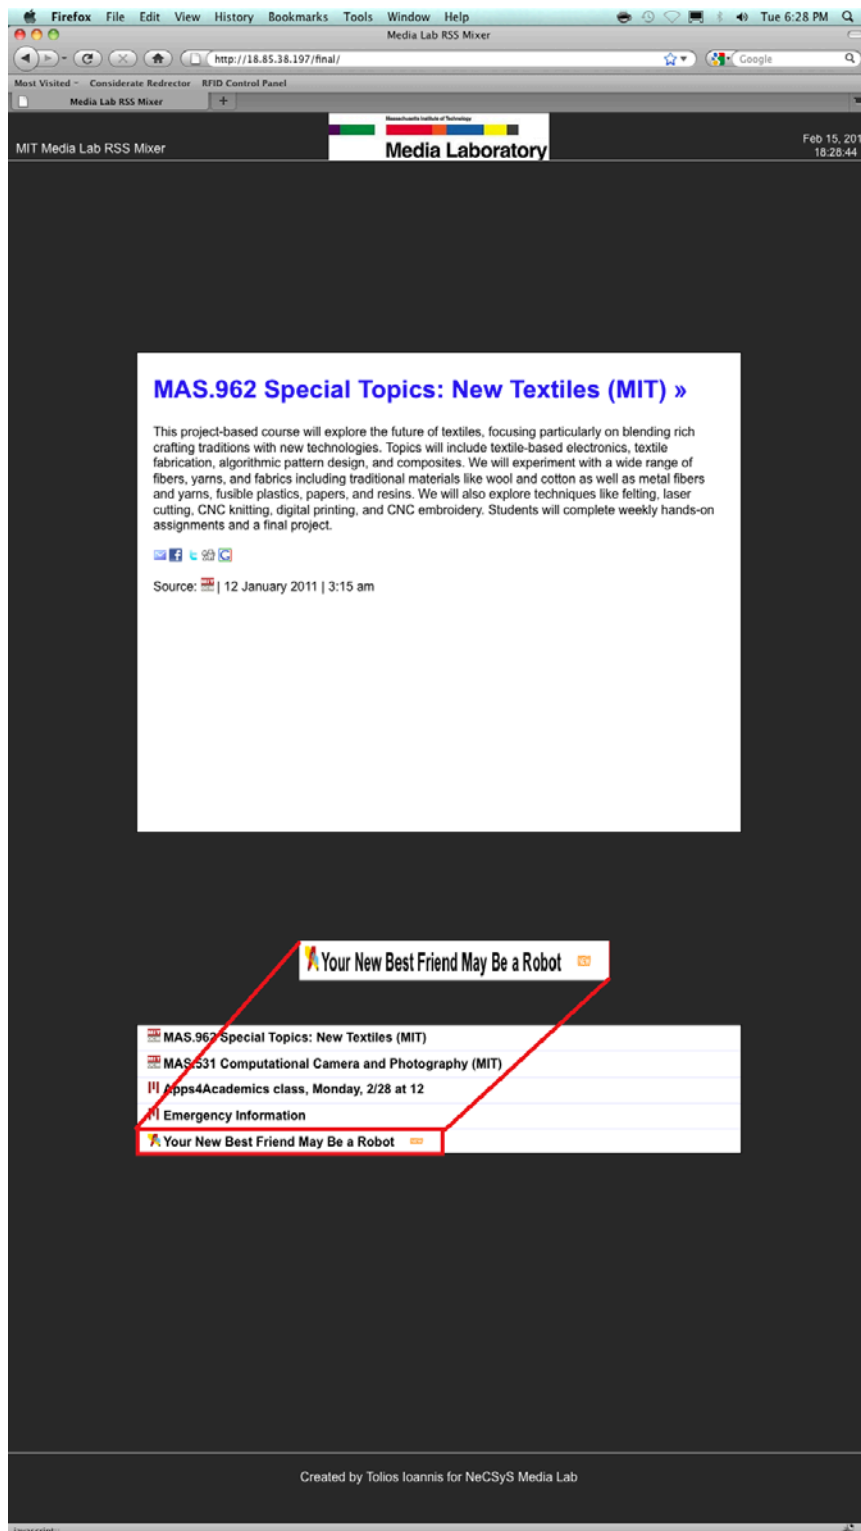 Firefox File Edit View History Bookmarks Tools Window Help Tue 6:28 PM
Media Lab RSS Mixer
http://18.85.38.197/final/ Google
Most Visited Considerate Redrector RFID Control Panel
Media Lab RSS Mixer +
Massachusetts Institute of Technology
Media Laboratory
MIT Media Lab RSS Mixer
Feb 15, 201
18:28:44
MAS.962 Special Topics: New Textiles (MIT) »
This project-based course will explore the future of textiles, focusing particularly on blending rich
crafting traditions with new technologies. Topics will include textile-based electronics, textile
fabrication, algorithmic pattern design, and composites. We will experiment with a wide range of
fibers, yarns, and fabrics including traditional materials like wool and cotton as well as metal fibers
and yarns, fusible plastics, papers, and resins. We will also explore techniques like felting, laser
cutting, CNC knitting, digital printing, and CNC embroidery. Students will complete weekly hands-on
assignments and a final project.
Source: | 12 January 2011 | 3:15 am
Your New Best Friend May Be a Robot
MAS.962 Special Topics: New Textiles (MIT)
MAS.531 Computational Camera and Photography (MIT)
Apps4Academics class, Monday, 2/28 at 12
Emergency Information
Your New Best Friend May Be a Robot
Created by Tolios Ioannis for NeCSyS Media Lab